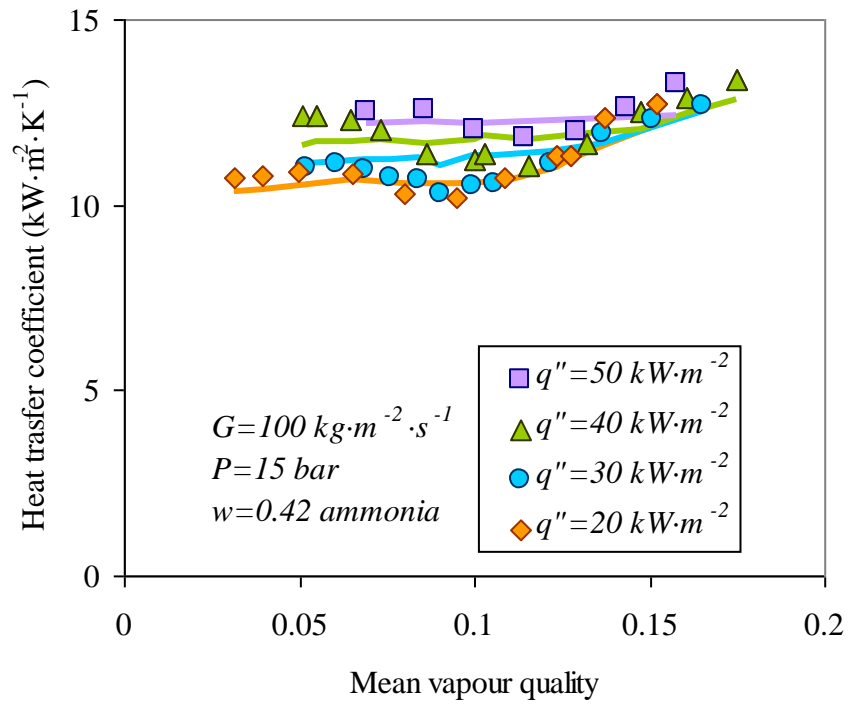 15
10
5
0
0
0.05
0.1
0.15
0.2
Heat trasfer coefficient (kW·m⁻²·K⁻¹)
Mean vapour quality
G=100 kg·m⁻²·s⁻¹
P=15 bar
w=0.42 ammonia
q"=50 kW·m⁻²
q"=40 kW·m⁻²
q"=30 kW·m⁻²
q"=20 kW·m⁻²